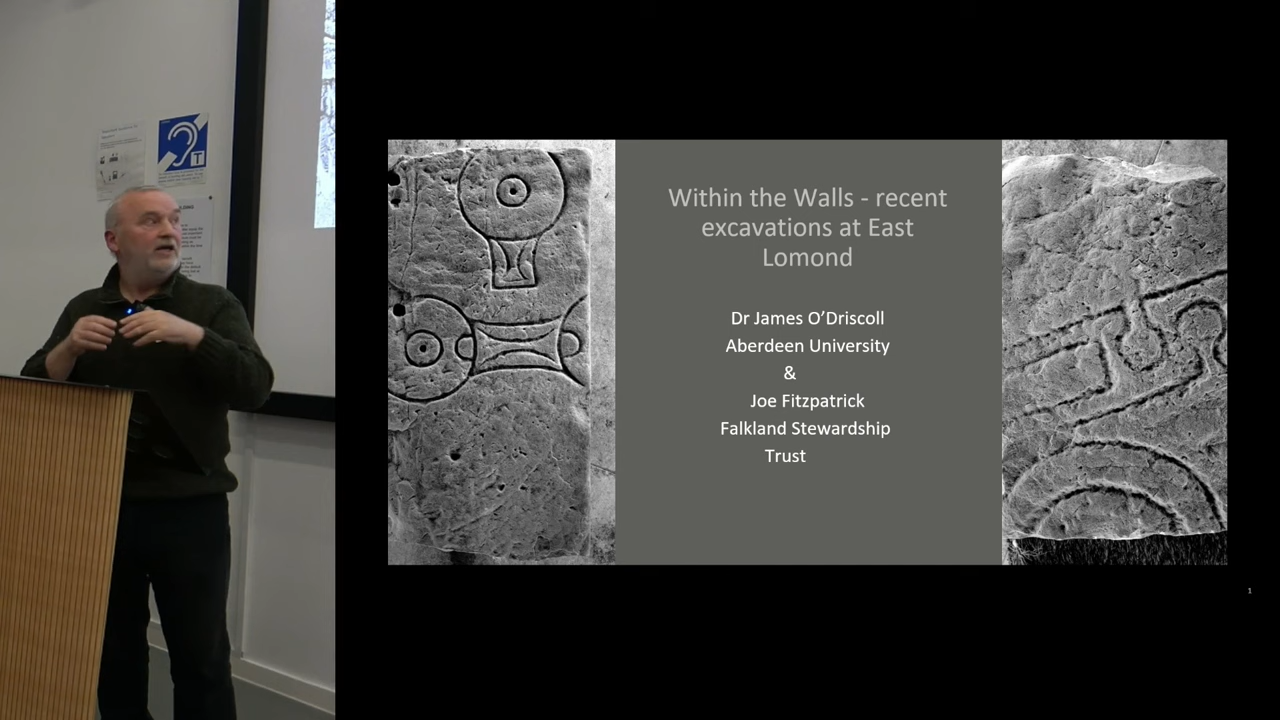 Within the Walls - recent
excavations at East
Lomond
Dr James O’Driscoll
Aberdeen University
&
Joe Fitzpatrick
Falkland Stewardship
Trust
1
T